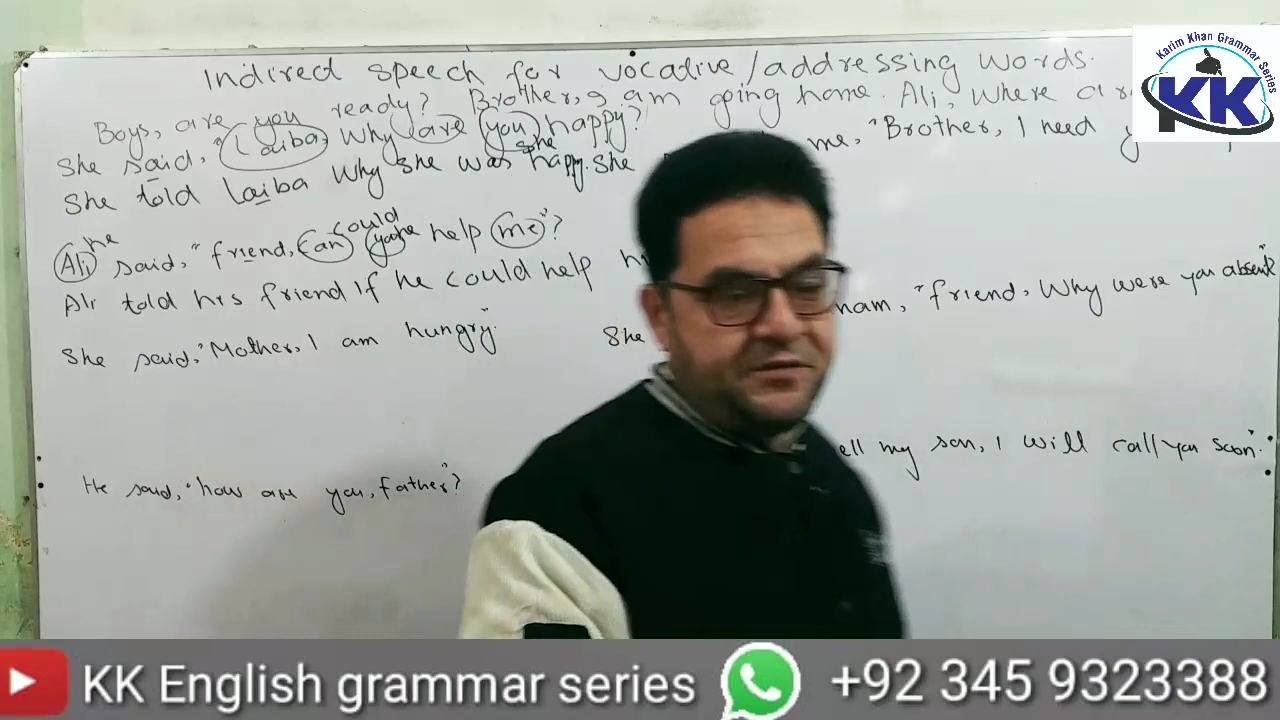 Indirect speech for vocative/addressing words.
Boys, are you ready? Brother, I am going home. Ali, where
She said, "Laiba, why are you happy?
she
me, "Brother, I need
She told Laiba why she was happy. She
he
could
he
Ali said, "friend, can you help me"?
Ali told his friend if he could help
"friend, why were you absent"
She said, "Mother, I am hungry".
She
my son, I will call you soon".
He said, "how are you, father"?
Karim Khan Grammar Series
KK
KK English grammar series
+92 345 9323388